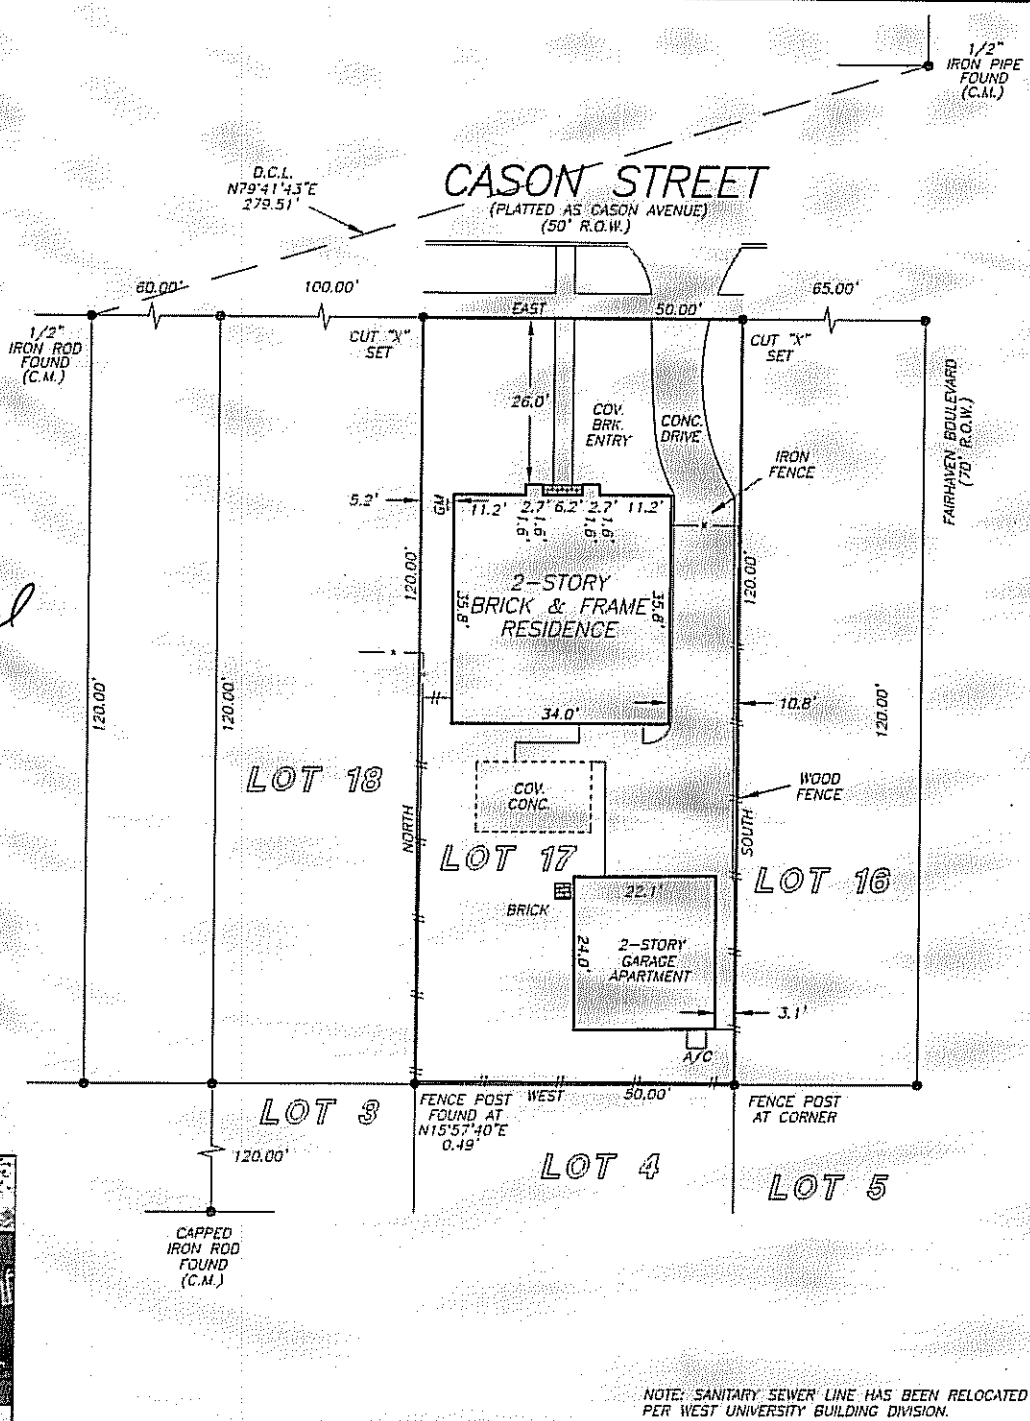 1/2"
IRON PIPE
FOUND
(C.M.)
D.C.L.
N79°41'43"E
279.51'
CASON STREET
(PLATTED AS CASON AVENUE)
(50' R.O.W.)
60.00'
100.00'
EAST
50.00'
65.00'
1/2"
IRON ROD
FOUND
(C.M.)
CUT "X"
SET
CUT "X"
SET
26.0'
COV.
BRK.
ENTRY
CONC.
DRIVE
IRON
FENCE
FAIRHAVEN BOULEVARD
(70' R.O.W.)
5.2'
GM
11.2'
2.7'
6.2'
2.7'
11.2'
1.6'
1.6'
1.6'
1.6'
120.00'
120.00'
2-STORY
BRICK & FRAME
RESIDENCE
35.8'
35.8'
120.00'
120.00'
34.0'
10.8'
120.00'
LOT 18
COV.
CONC.
WOOD
FENCE
NORTH
SOUTH
LOT 17
LOT 16
22.1'
BRICK
24.0'
2-STORY
GARAGE
APARTMENT
3.1'
A/C
LOT 3
FENCE POST
FOUND AT
N15°57'40"E
0.49'
WEST
50.00'
FENCE POST
AT CORNER
120.00'
LOT 4
LOT 5
CAPPED
IRON ROD
FOUND
(C.M.)
NOTE: SANITARY SEWER LINE HAS BEEN RELOCATED
PER WEST UNIVERSITY BUILDING DIVISION.